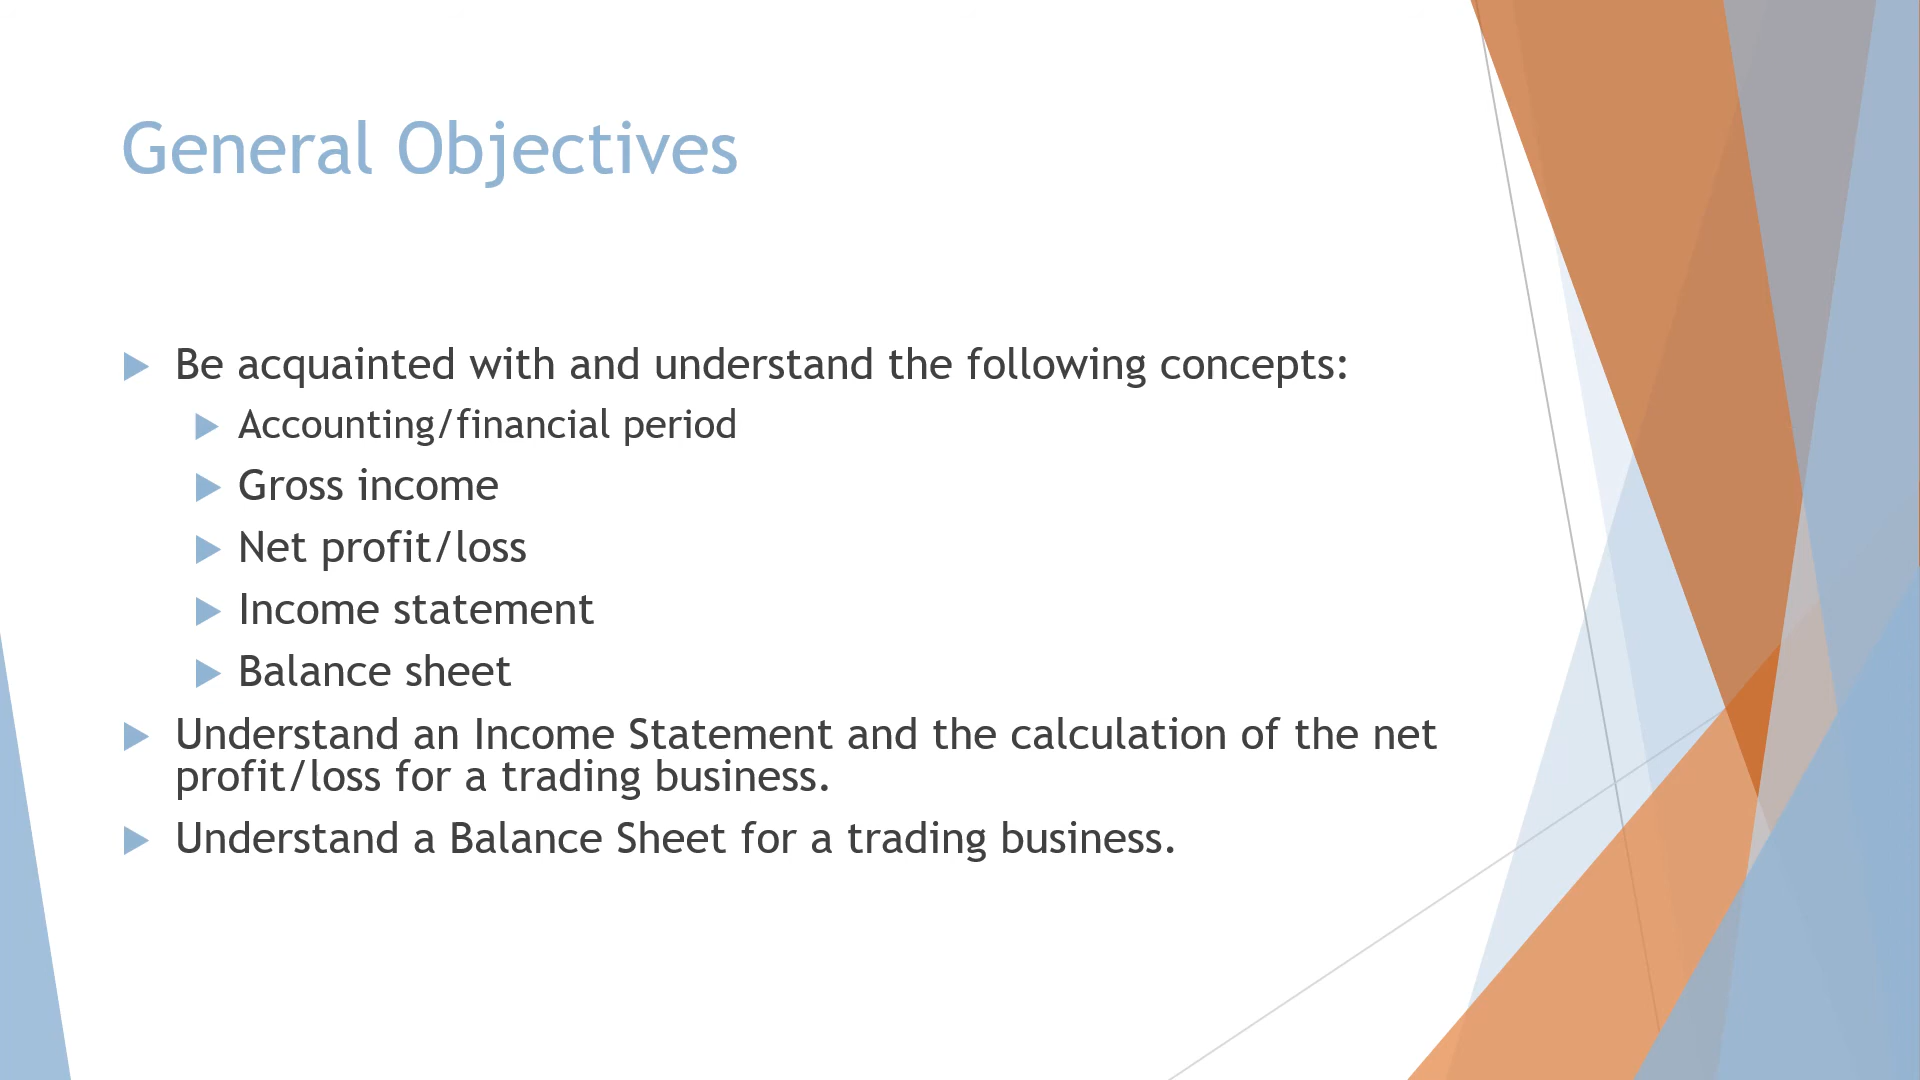 General Objectives
Be acquainted with and understand the following concepts:
Accounting/financial period
Gross income
Net profit/loss
Income statement
Balance sheet
Understand an Income Statement and the calculation of the net
profit/loss for a trading business.
Understand a Balance Sheet for a trading business.